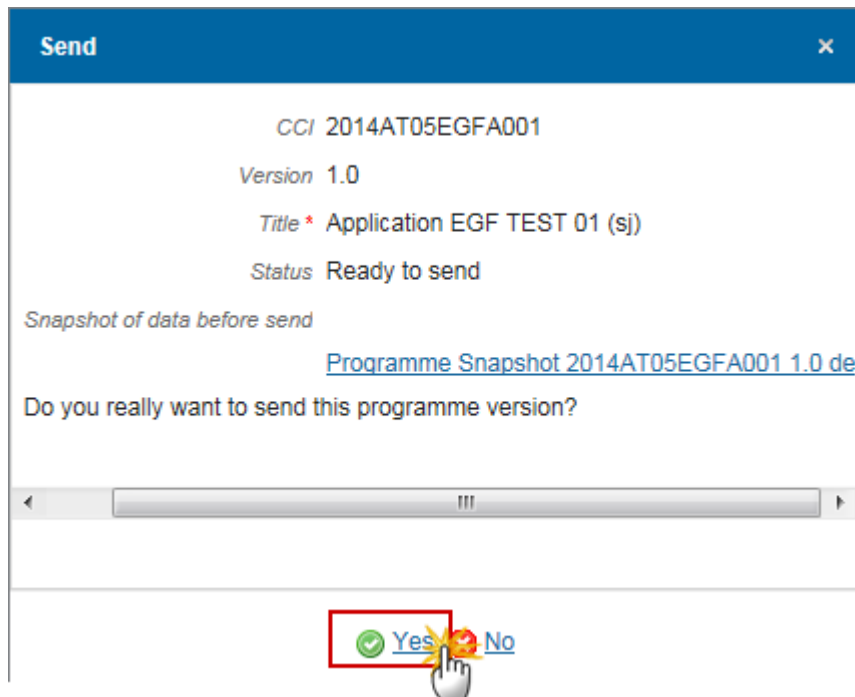 Send
CCI 2014AT05EGFA001
Version 1.0
Title * Application EGF TEST 01 (sj)
Status Ready to send
Snapshot of data before send
Programme Snapshot 2014AT05EGFA001 1.0 de
Do you really want to send this programme version?
Yes No